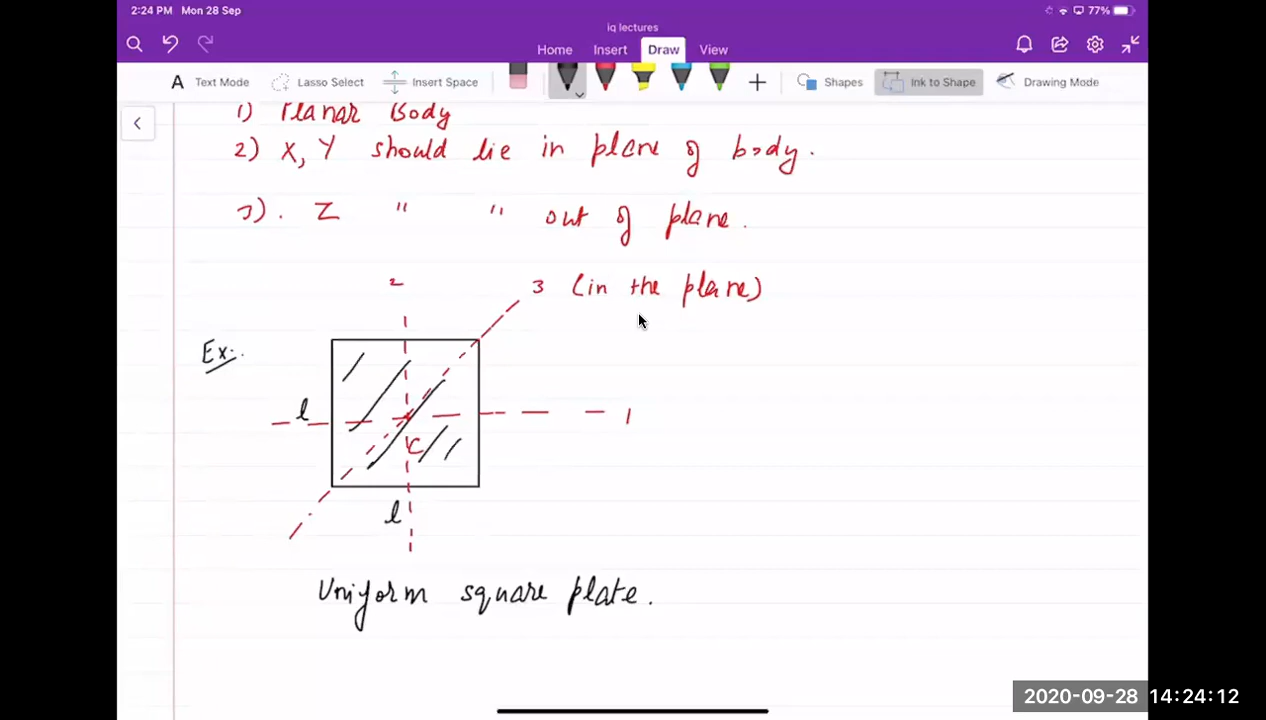 2:24 PM Mon 28 Sep
77%
iq lectures
Home Insert Draw View
Text Mode Lasso Select Insert Space Shapes Ink to Shape Drawing Mode
1) Planar Body
2) X, Y should lie in plane of body.
3). Z " " out of plane.
2
3 (in the plane)
Ex:.
l
1
C
l
Uniform square plate.
2020-09-28 14:24:12